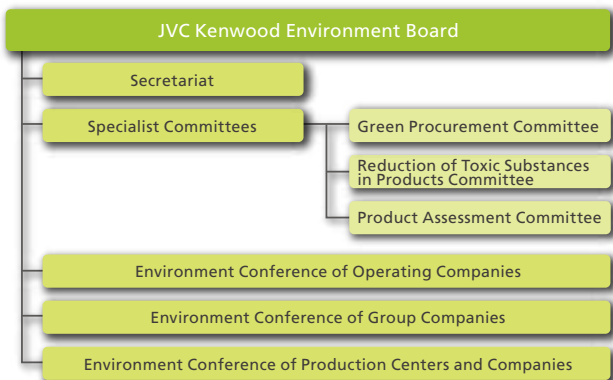 JVC Kenwood Environment Board
Secretariat
Specialist Committees
Green Procurement Committee
Reduction of Toxic Substances
in Products Committee
Product Assessment Committee
Environment Conference of Operating Companies
Environment Conference of Group Companies
Environment Conference of Production Centers and Companies